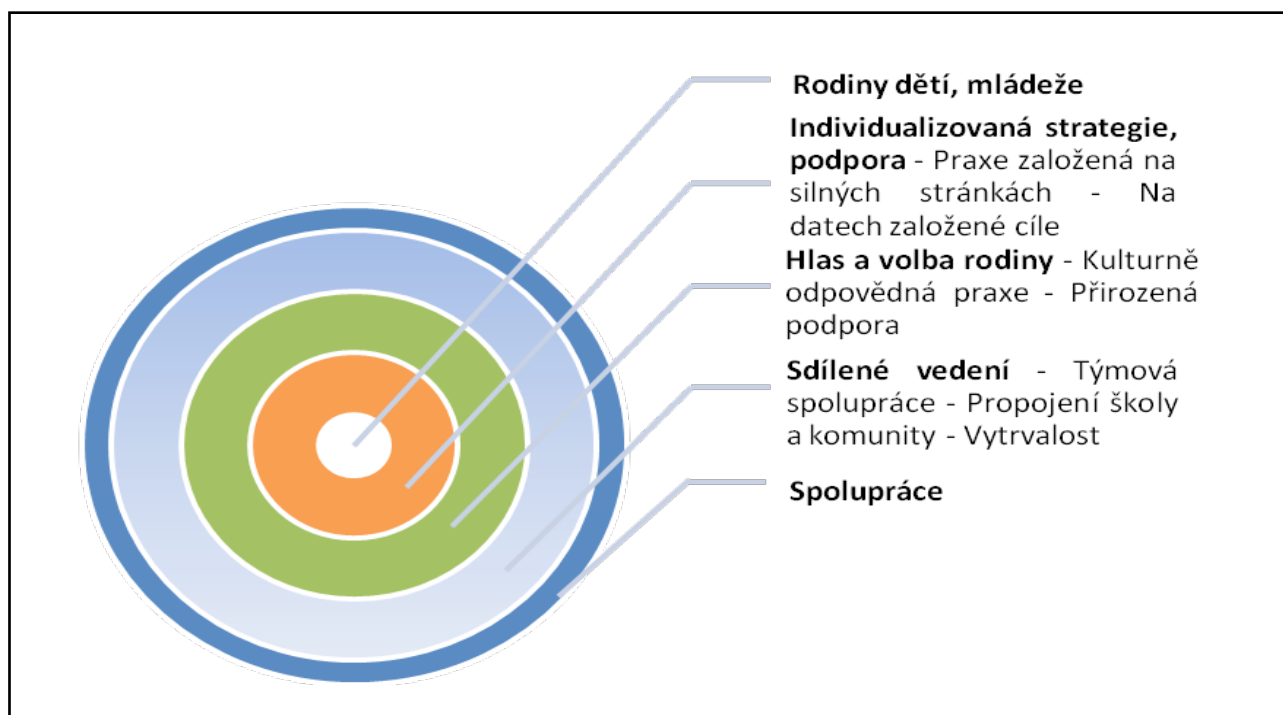 Rodiny dětí, mládeže
Individualizovaná strategie,
podpora - Praxe založená na
silných stránkách - Na
datech založené cíle
Hlas a volba rodiny - Kulturně
odpovědná praxe - Přirozená
podpora
Sdílené vedení - Týmová
spolupráce - Propojení školy
a komunity - Vytrvalost
Spolupráce